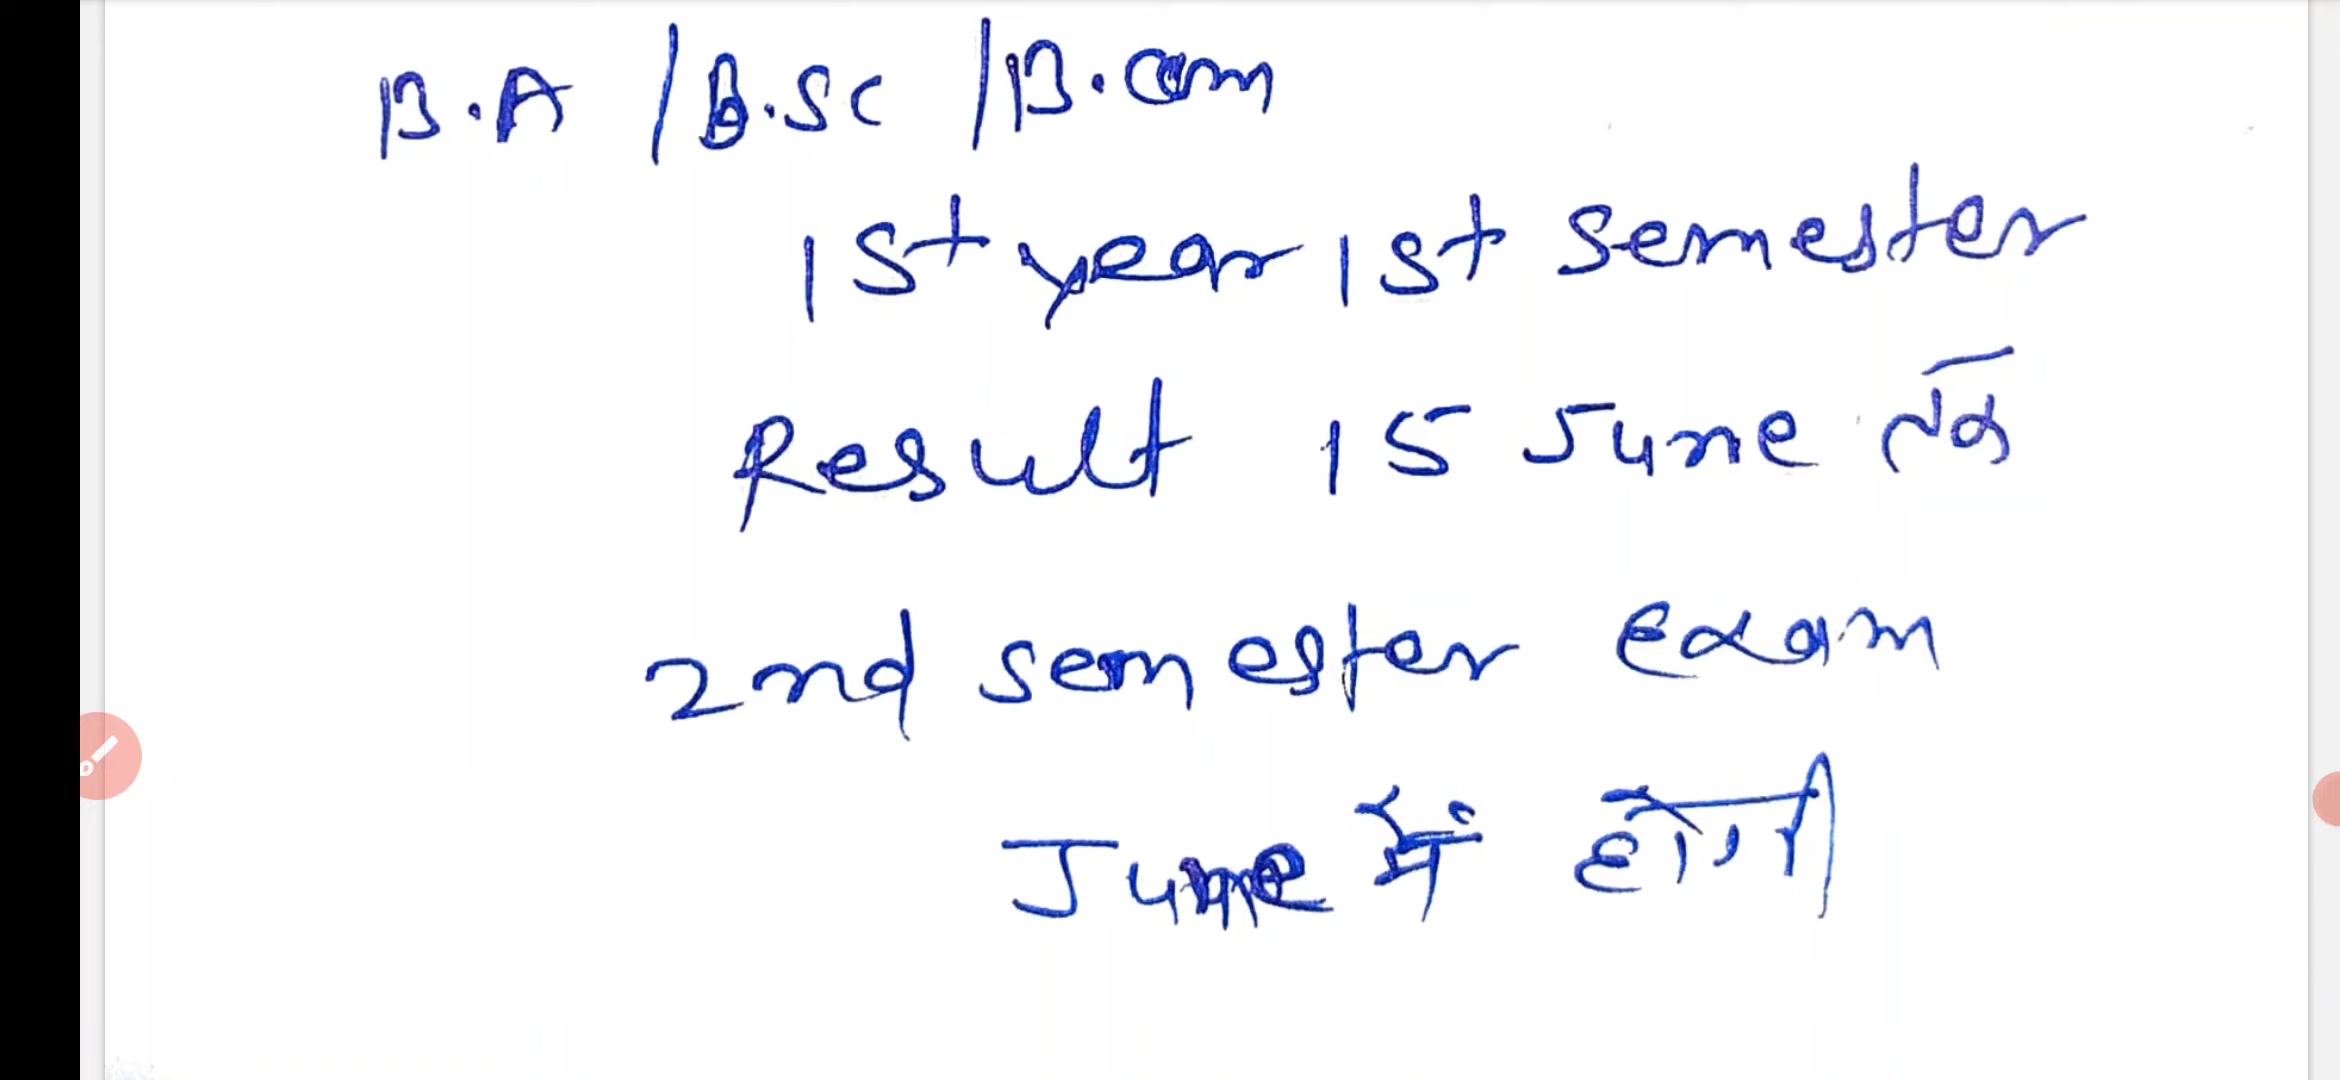 B.A / B.Sc / B.com
1st year 1st semester
Result 15 June तक
2nd semester exam
June में होगी